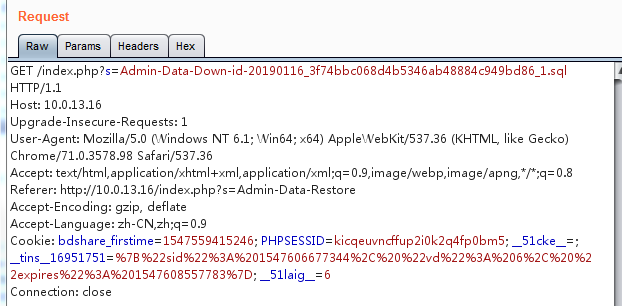 Request
Raw Params Headers Hex
GET /index.php?s=Admin-Data-Down-id-20190116_3f74bbc068d4b5346ab48884c949bd86_1.sql
HTTP/1.1
Host: 10.0.13.16
Upgrade-Insecure-Requests: 1
User-Agent: Mozilla/5.0 (Windows NT 6.1; Win64; x64) AppleWebKit/537.36 (KHTML, like Gecko)
Chrome/71.0.3578.98 Safari/537.36
Accept: text/html,application/xhtml+xml,application/xml;q=0.9,image/webp,image/apng,*/*;q=0.8
Referer: http://10.0.13.16/index.php?s=Admin-Data-Restore
Accept-Encoding: gzip, deflate
Accept-Language: zh-CN,zh;q=0.9
Cookie: bdshare_firstime=1547559415246; PHPSESSID=kicqeuvncffup2i0k2q4fp0bm5; __51cke__=;
__tins__16951751=%7B%22sid%22%3A%201547606677344%2C%20%22vd%22%3A%206%2C%20%2
2expires%22%3A%201547608557783%7D; __51laig__=6
Connection: close